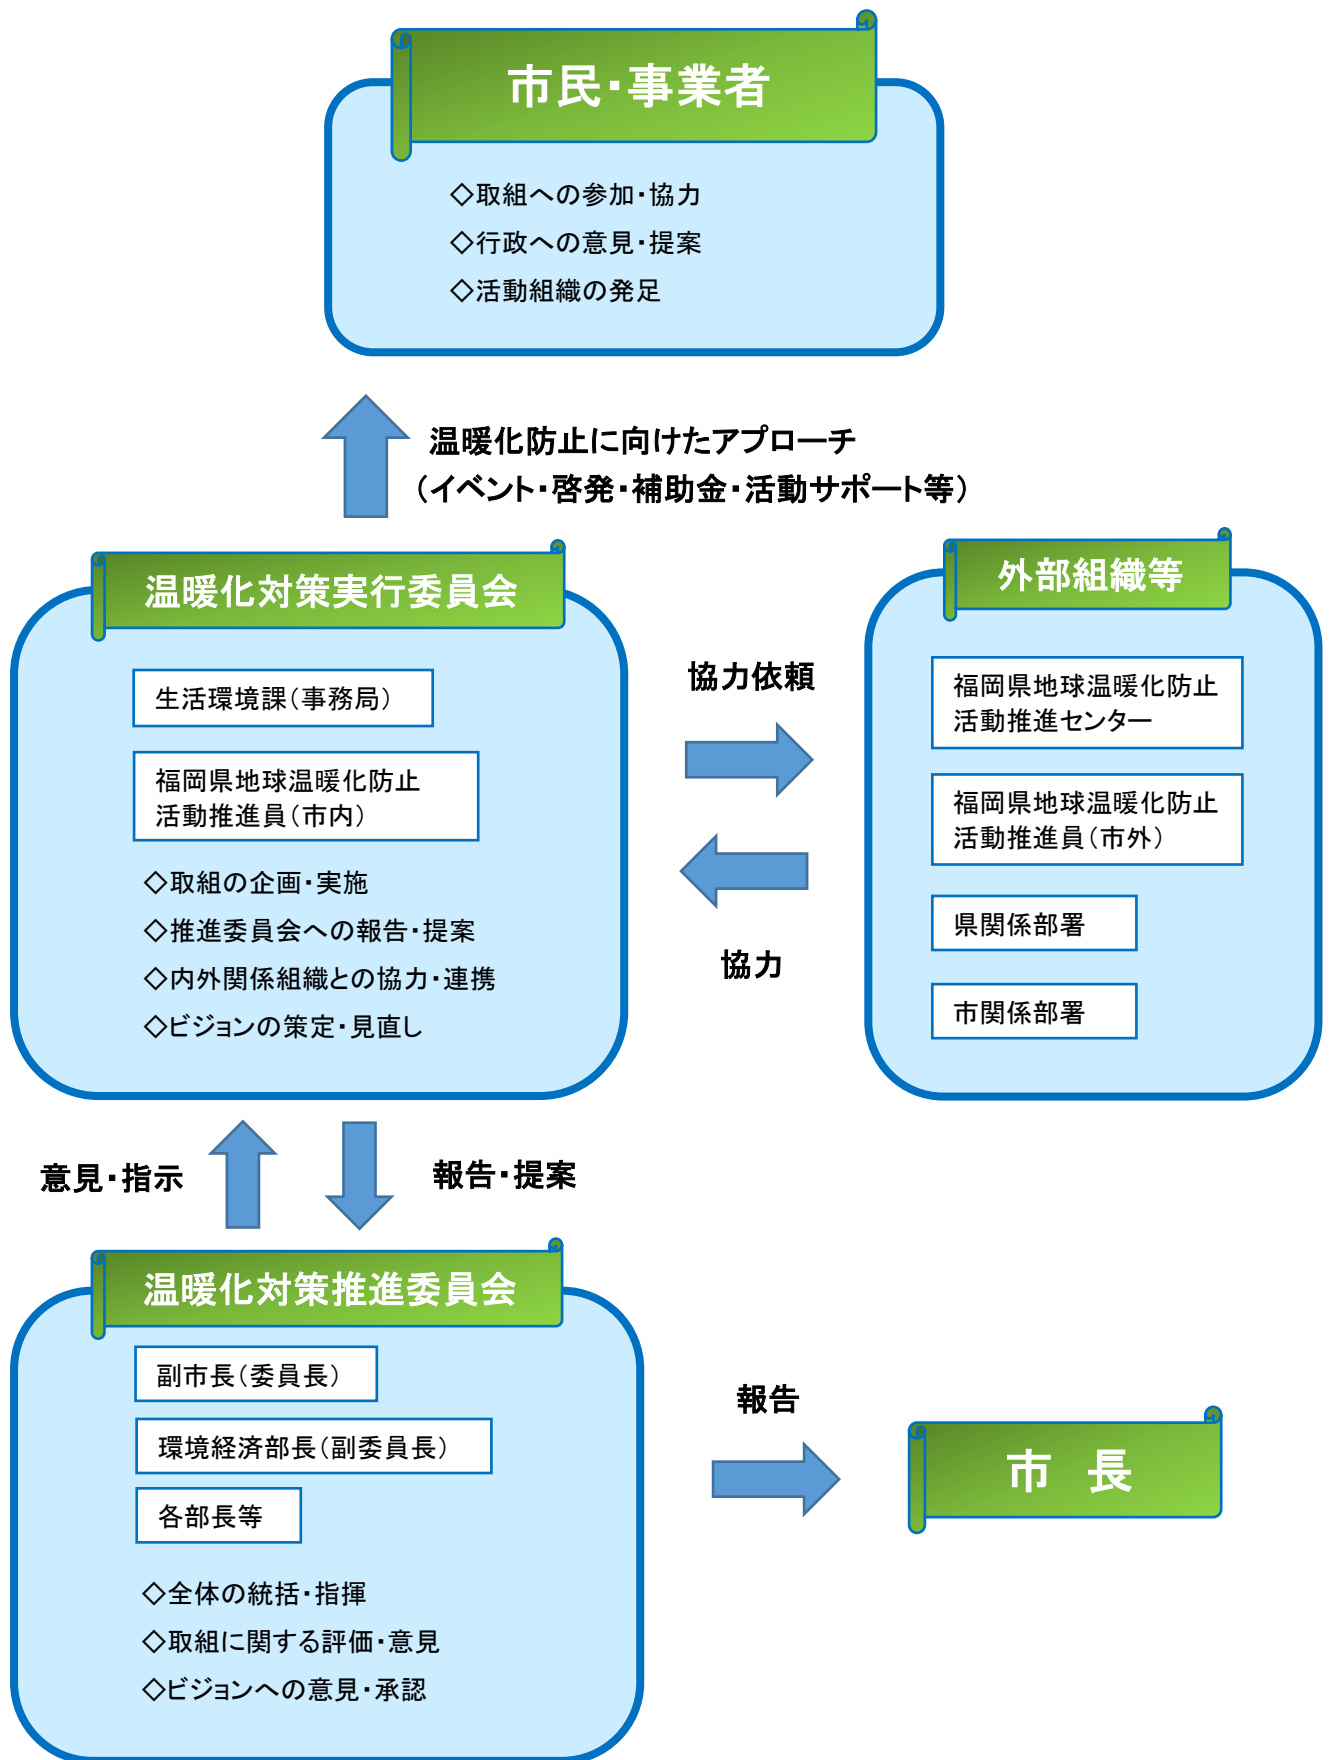 市民・事業者
◇取組への参加・協力
◇行政への意見・提案
◇活動組織の発足
温暖化防止に向けたアプローチ
（イベント・啓発・補助金・活動サポート等）
温暖化対策実行委員会
生活環境課（事務局）
福岡県地球温暖化防止
活動推進員（市内）
◇取組の企画・実施
◇推進委員会への報告・提案
◇内外関係組織との協力・連携
◇ビジョンの策定・見直し
協力依頼
協力
外部組織等
福岡県地球温暖化防止
活動推進センター
福岡県地球温暖化防止
活動推進員（市外）
県関係部署
市関係部署
意見・指示
報告・提案
温暖化対策推進委員会
副市長（委員長）
環境経済部長（副委員長）
各部長等
◇全体の統括・指揮
◇取組に関する評価・意見
◇ビジョンへの意見・承認
報告
市　長